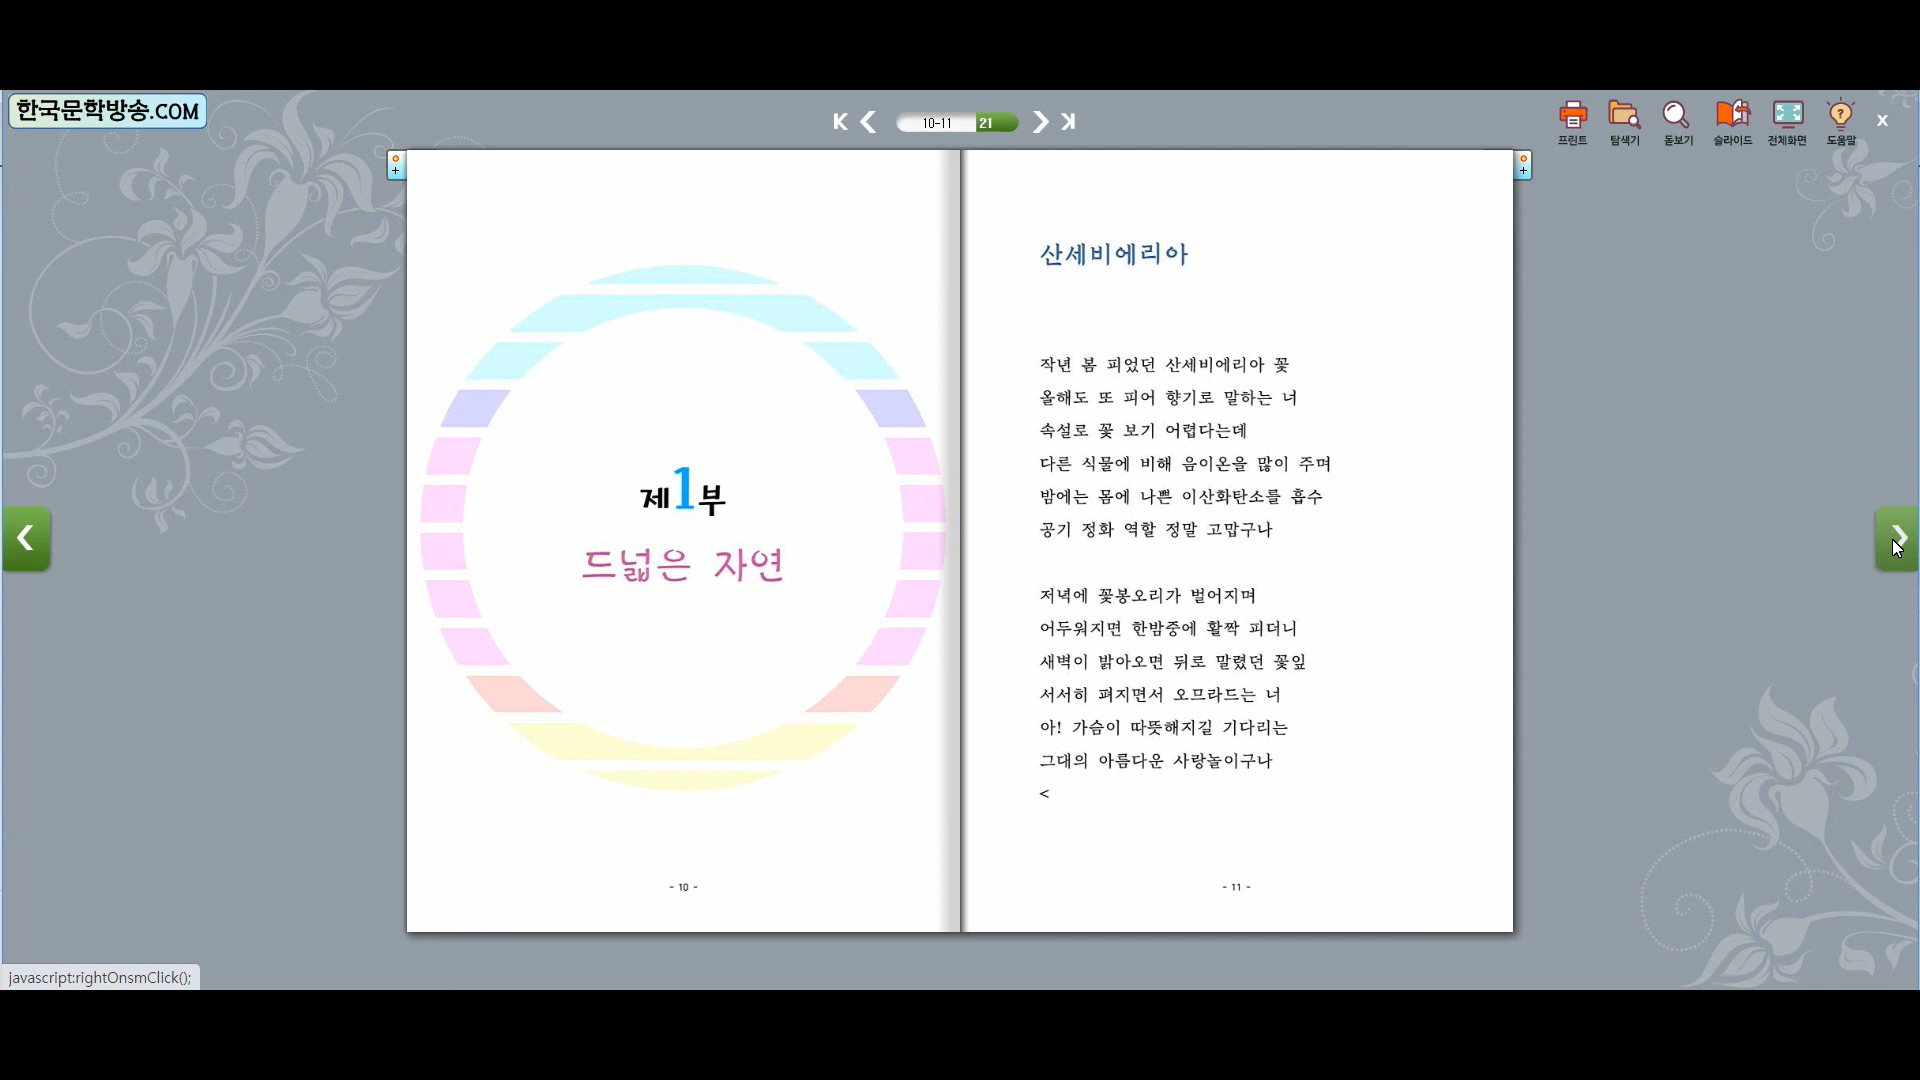 한국문학방송.COM
10-11 21
프린트 탐색기 돋보기 슬라이드 전체화면 도움말 x
제1부
드넓은 자연
- 10 -
산세비에리아
작년 봄 피었던 산세비에리아 꽃
올해도 또 피어 향기로 말하는 너
속설로 꽃 보기 어렵다는데
다른 식물에 비해 음이온을 많이 주며
밤에는 몸에 나쁜 이산화탄소를 흡수
공기 정화 역할 정말 고맙구나
저녁에 꽃봉오리가 벌어지며
어두워지면 한밤중에 활짝 피더니
새벽이 밝아오면 뒤로 말렸던 꽃잎
서서히 펴지면서 오므라드는 너
아! 가슴이 따뜻해지길 기다리는
그대의 아름다운 사랑놀이구나
<
- 11 -
javascript:rightOnsmClick();